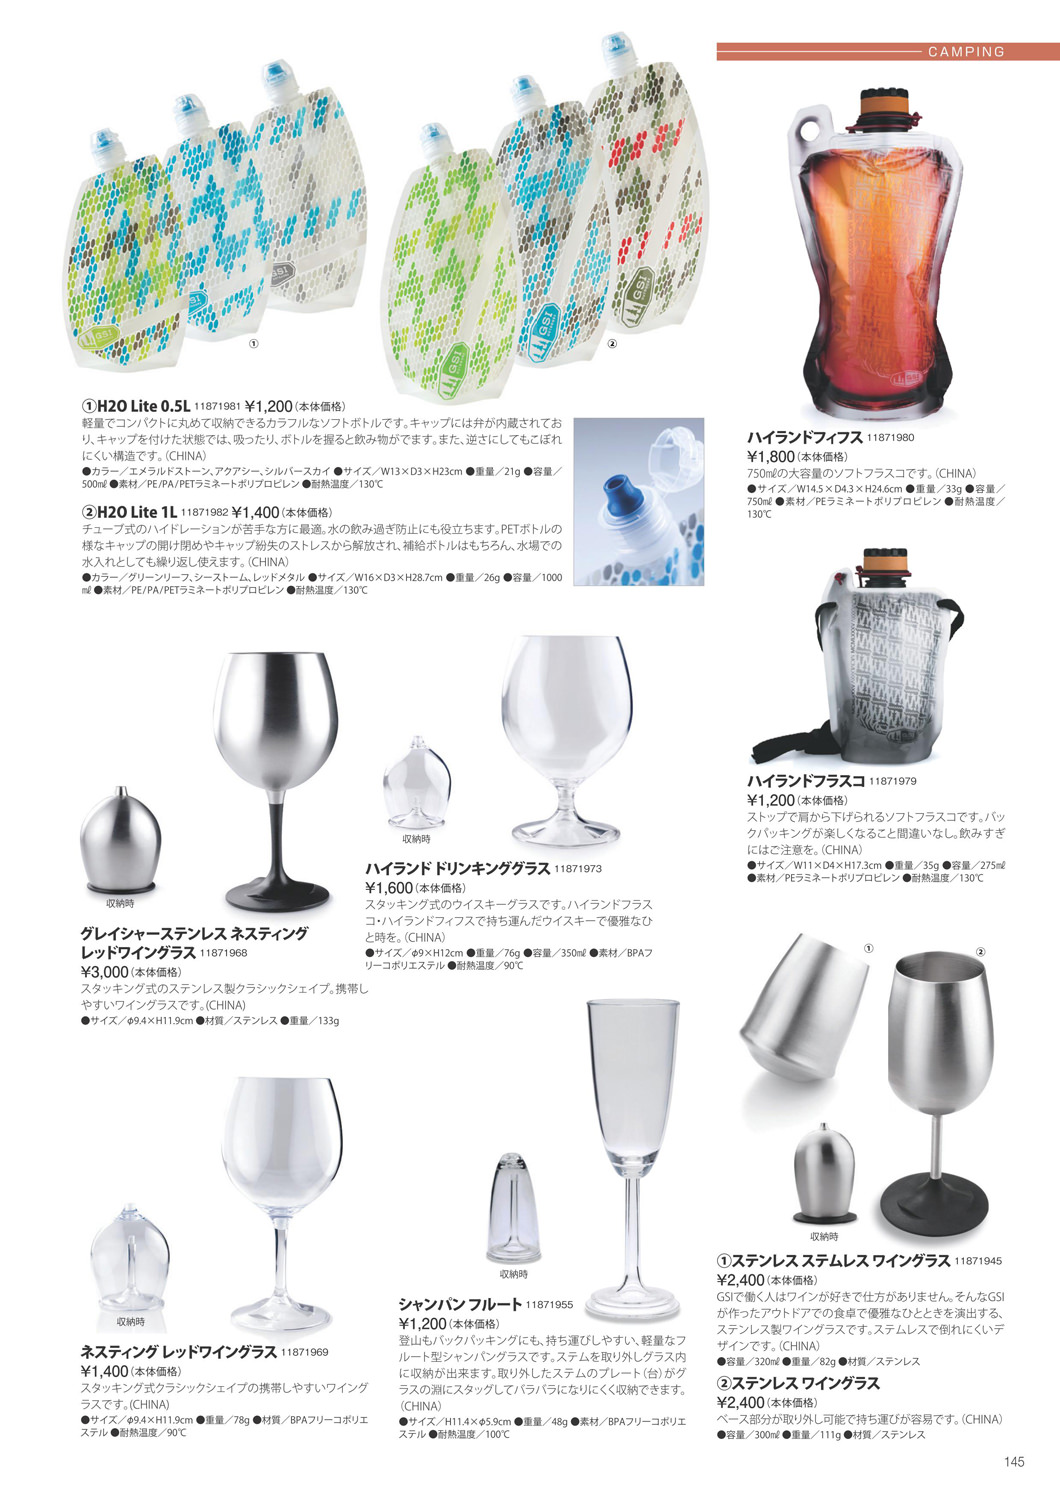 CAMPING
①
②
①H2O Lite 0.5L 11871981 ¥1,200(本体価格)
軽量でコンパクトに丸めて収納できるカラフルなソフトボトルです。キャップには弁が内蔵されてお
り、キャップを付けた状態では、吸ったり、ボトルを握ると飲み物がでます。また、逆さにしてもこぼれ
にくい構造です。（CHINA）
●カラー／エメラルドストーン、アクアシー、シルバースカイ ●サイズ／W13×D3×H23cm ●重量／21g ●容量／
500㎖ ●素材／PE/PA/PETラミネートポリプロピレン ●耐熱温度／130℃
②H2O Lite 1L 11871982 ¥1,400(本体価格)
チューブ式のハイドレーションが苦手な方に最適。水の飲み過ぎ防止にも役立ちます。PETボトルの
様なキャップの開け閉めやキャップ紛失のストレスから解放され、補給ボトルはもちろん、水場での
水入れとしても繰り返し使えます。（CHINA）
●カラー／グリーンリーフ、シーストーム、レッドメタル ●サイズ／W16×D3×H28.7cm ●重量／26g ●容量／1000
㎖ ●素材／PE/PA/PETラミネートポリプロピレン ●耐熱温度／130℃
ハイランドフィフス 11871980
¥1,800(本体価格)
750㎖の大容量のソフトフラスコです。（CHINA）
●サイズ／W14.5×D4.3×H24.6cm ●重量／33g ●容量／
750㎖ ●素材／PEラミネートポリプロピレン ●耐熱温度／
130℃
ハイランドフラスコ 11871979
¥1,200(本体価格)
ストップで肩から下げられるソフトフラスコです。バッ
クパッキングが楽しくなること間違いなし。飲みすぎ
にはご注意を。（CHINA）
●サイズ／W11×D4×H17.3cm ●重量／35g ●容量／275㎖
●素材／PEラミネートポリプロピレン ●耐熱温度／130℃
収納時
グレイシャーステンレス ネスティング
レッドワイングラス 11871968
¥3,000(本体価格)
スタッキング式のステンレス製クラシックシェイプ。携帯し
やすいワイングラスです。(CHINA)
●サイズ／φ9.4×H11.9cm ●材質／ステンレス ●重量／133g
収納時
ハイランド ドリンキンググラス 11871973
¥1,600(本体価格)
スタッキング式のウイスキーグラスです。ハイランドフラス
コ・ハイランドフィフスで持ち運んだウイスキーで優雅なひ
と時を。（CHINA）
●サイズ／φ9×H12cm ●重量／76g ●容量／350㎖ ●素材／BPAフ
リーコポリエステル ●耐熱温度／90℃
収納時
ネスティング レッドワイングラス 11871969
¥1,400(本体価格)
スタッキング式クラシックシェイプの携帯しやすいワイング
ラスです。(CHINA)
●サイズ／φ9.4×H11.9cm ●重量／78g ●材質／BPAフリーコポリエ
ステル ●耐熱温度／90℃
収納時
シャンパン フルート 11871955
¥1,200(本体価格)
登山もバックパッキングにも、持ち運びしやすい、軽量なフ
ルート型シャンパングラスです。ステムを取り外しグラス内
に収納が出来ます。取り外したステムのプレート（台）がグ
ラスの淵にスタッグしてバラバラになりにくく収納できます。
（CHINA）
●サイズ／H11.4×φ5.9cm ●重量／48g ●素材／BPAフリーコポリエ
ステル ●耐熱温度／100℃
①
②
収納時
①ステンレス ステムレス ワイングラス 11871945
¥2,400(本体価格)
GSIで働く人はワインが好きで仕方がありません。そんなGSI
が作ったアウトドアでの食卓で優雅なひとときを演出する、
ステンレス製ワイングラスです。ステムレスで倒れにくいデ
ザインです。（CHINA）
●容量／320㎖ ●重量／82g ●材質／ステンレス
②ステンレス ワイングラス
¥2,400(本体価格)
ベース部分が取り外し可能で持ち運びが容易です。（CHINA）
●容量／300㎖ ●重量／111g ●材質／ステンレス
145